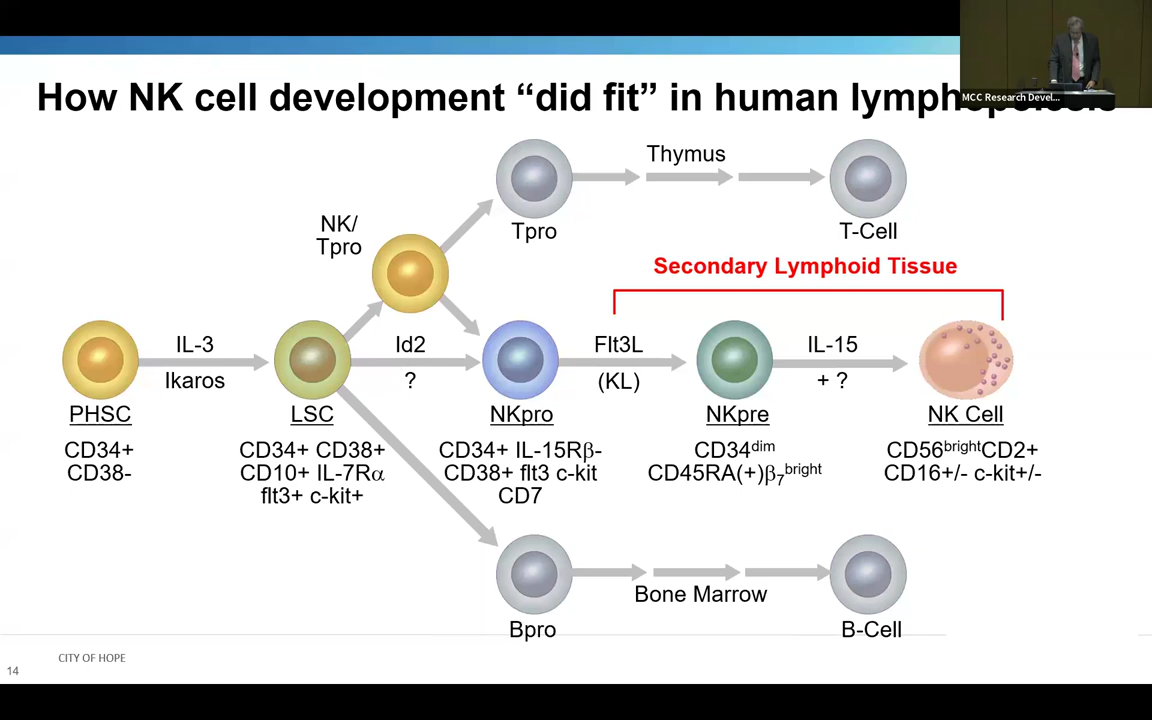 How NK cell development “did fit” in human
MCC Research Devel...
Thymus
NK/
Tpro
Tpro
T-Cell
Secondary Lymphoid Tissue
IL-3
Ikaros
Id2
?
Flt3L
(KL)
IL-15
+ ?
PHSC
LSC
NKpro
NKpre
NK Cell
CD34+
CD38-
CD34+ CD38+
CD10+ IL-7Rα
flt3+ c-kit+
CD34+ IL-15Rβ-
CD38+ flt3 c-kit
CD7
CD34dim
CD45RA(+)β7bright
CD56brightCD2+
CD16+/- c-kit+/-
Bone Marrow
Bpro
B-Cell
CITY OF HOPE
14